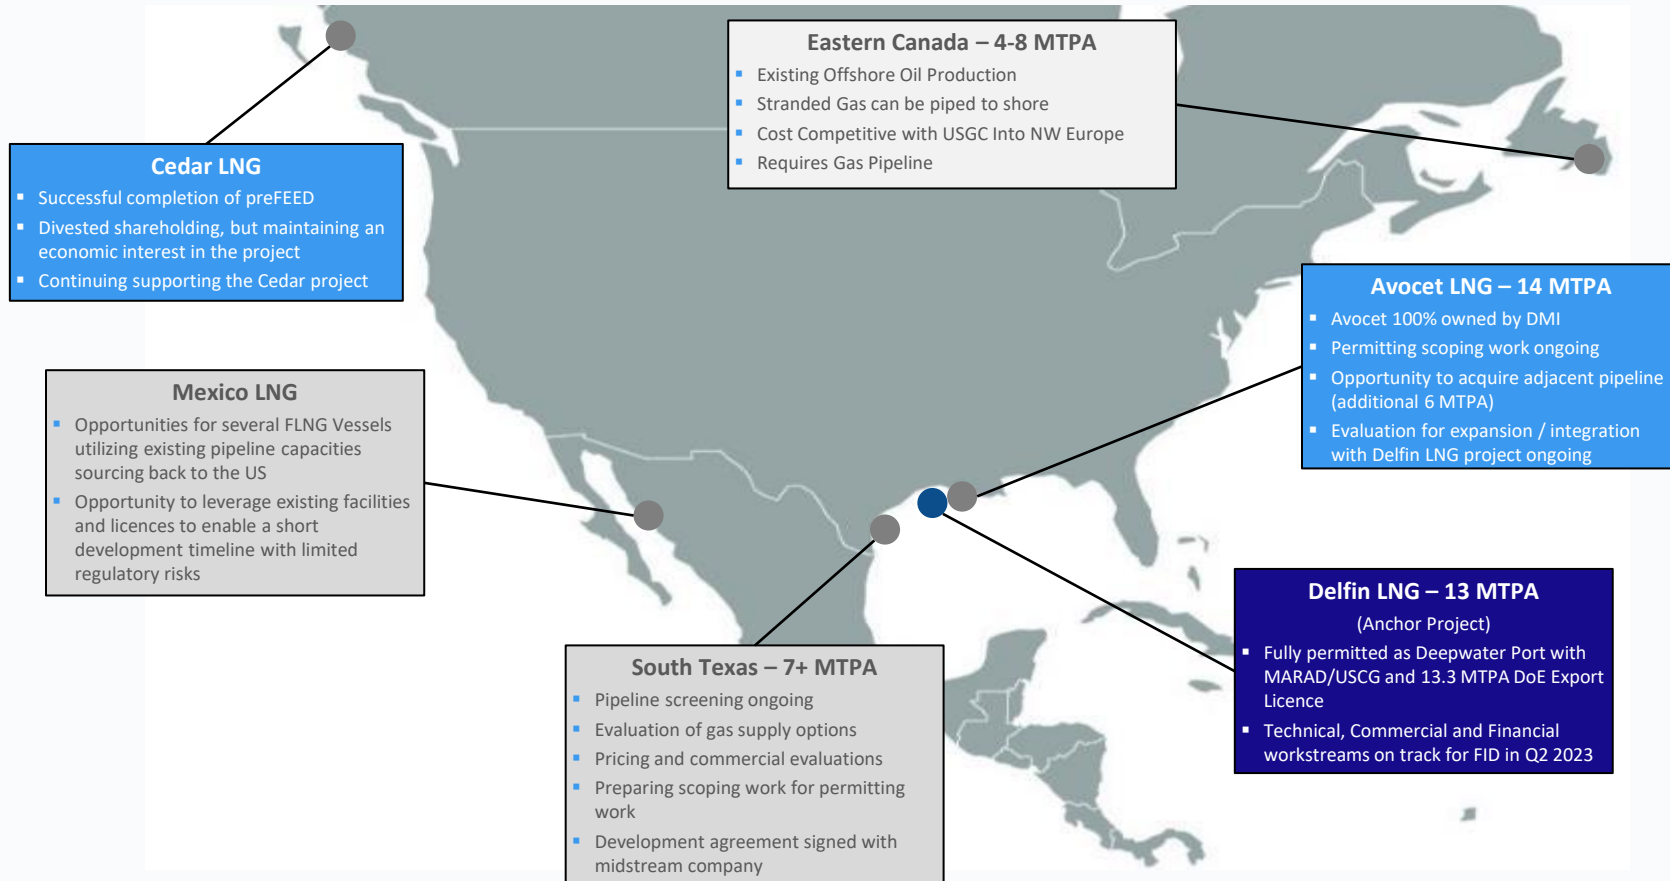 Eastern Canada – 4-8 MTPA
▪ Existing Offshore Oil Production
▪ Stranded Gas can be piped to shore
▪ Cost Competitive with USGC Into NW Europe
▪ Requires Gas Pipeline
Cedar LNG
▪ Successful completion of preFEED
▪ Divested shareholding, but maintaining an
economic interest in the project
▪ Continuing supporting the Cedar project
Avocet LNG – 14 MTPA
▪ Avocet 100% owned by DMI
▪ Permitting scoping work ongoing
▪ Opportunity to acquire adjacent pipeline
(additional 6 MTPA)
▪ Evaluation for expansion / integration
with Delfin LNG project ongoing
Mexico LNG
▪ Opportunities for several FLNG Vessels
utilizing existing pipeline capacities
sourcing back to the US
▪ Opportunity to leverage existing facilities
and licences to enable a short
development timeline with limited
regulatory risks
Delfin LNG – 13 MTPA
(Anchor Project)
▪ Fully permitted as Deepwater Port with
MARAD/USCG and 13.3 MTPA DoE Export
Licence
▪ Technical, Commercial and Financial
workstreams on track for FID in Q2 2023
South Texas – 7+ MTPA
▪ Pipeline screening ongoing
▪ Evaluation of gas supply options
▪ Pricing and commercial evaluations
▪ Preparing scoping work for permitting
work
▪ Development agreement signed with
midstream company